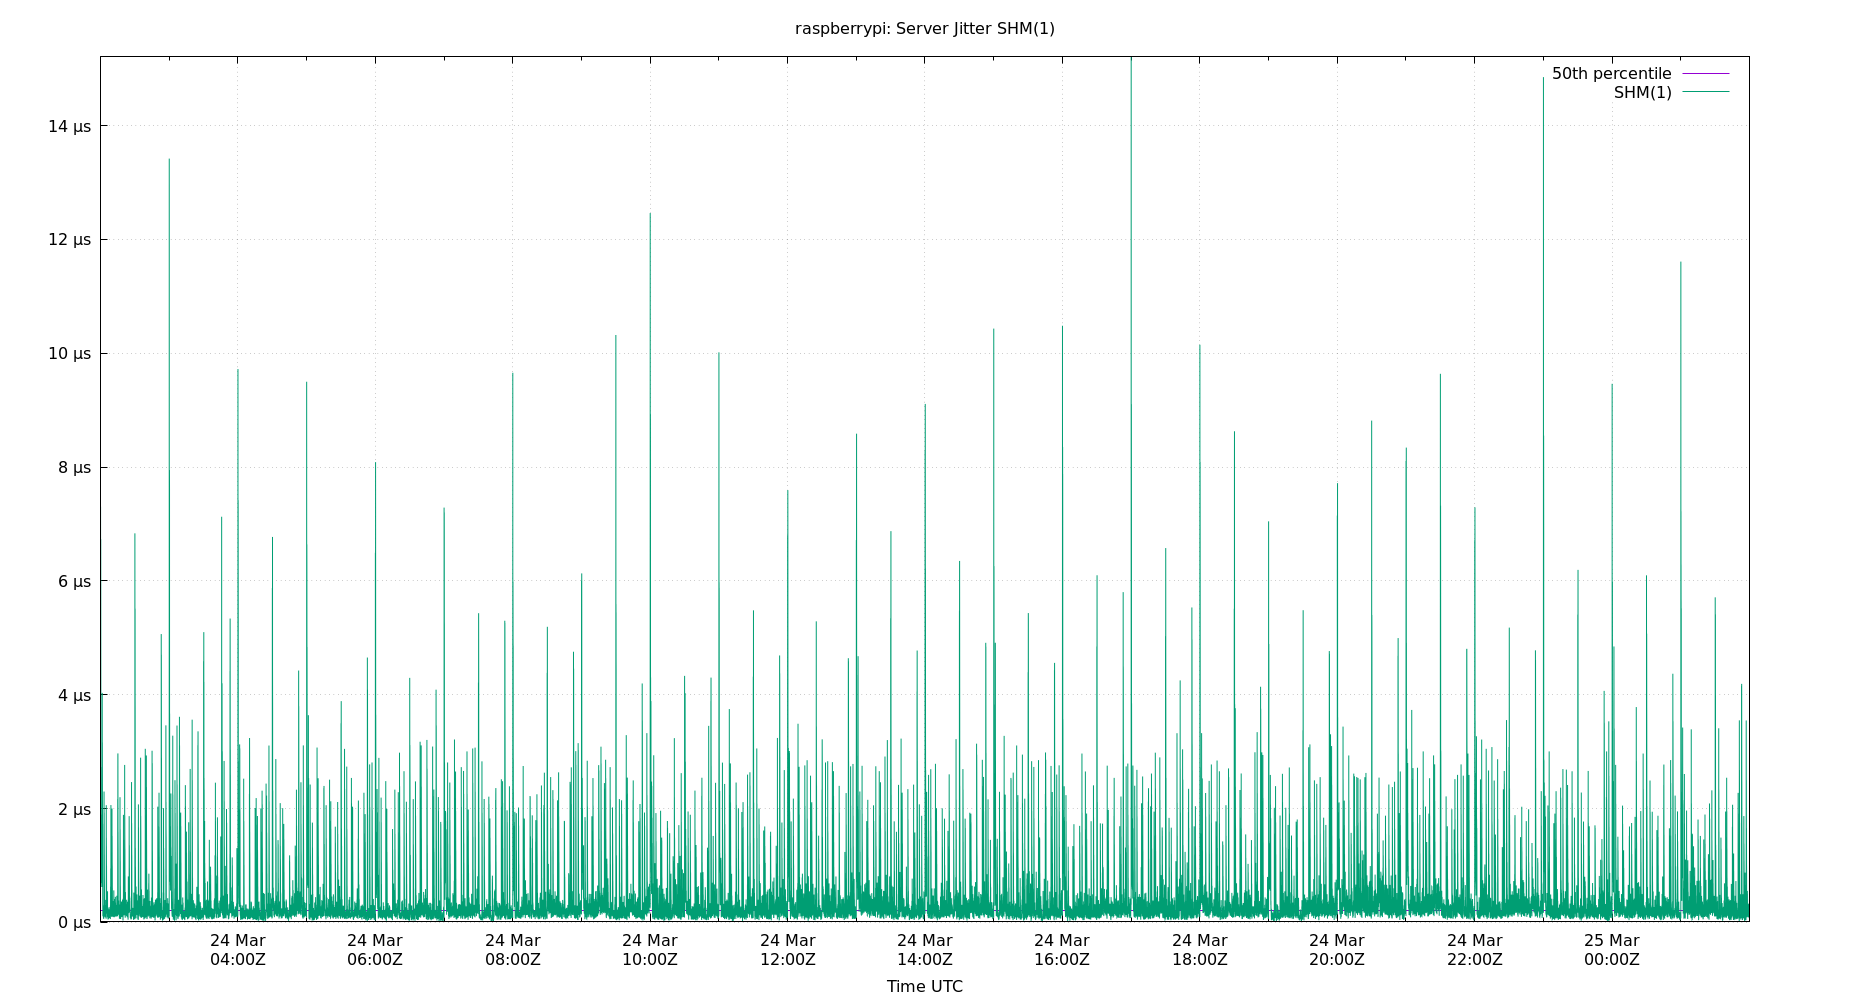 raspberrypi: Server Jitter SHM(1)
50th percentile
SHM(1)
14 µs
12 µs
10 µs
8 µs
6 µs
4 µs
2 µs
0 µs
24 Mar 24 Mar 24 Mar 24 Mar 24 Mar 24 Mar 24 Mar 24 Mar 24 Mar 24 Mar 25 Mar
04:00Z 06:00Z 08:00Z 10:00Z 12:00Z 14:00Z 16:00Z 18:00Z 20:00Z 22:00Z 00:00Z
Time UTC